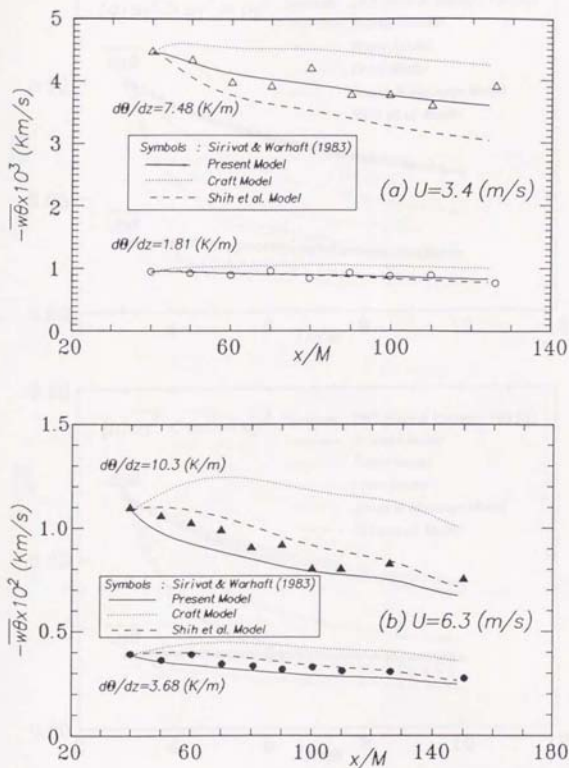 5
4
3
2
1
0
-w̅θ̅x10³ (Km/s)
dΘ/dz=7.48 (K/m)
Symbols : Sirivat & Warhaft (1983)
Present Model
Craft Model
Shih et al. Model
(a) U=3.4 (m/s)
dΘ/dz=1.81 (K/m)
20 60 100 140
x/M
1.5
1.0
0.5
0
-w̅θ̅x10² (Km/s)
dΘ/dz=10.3 (K/m)
Symbols : Sirivat & Warhaft (1983)
Present Model
Craft Model
Shih et al. Model
(b) U=6.3 (m/s)
dΘ/dz=3.68 (K/m)
20 60 100 140
x/M